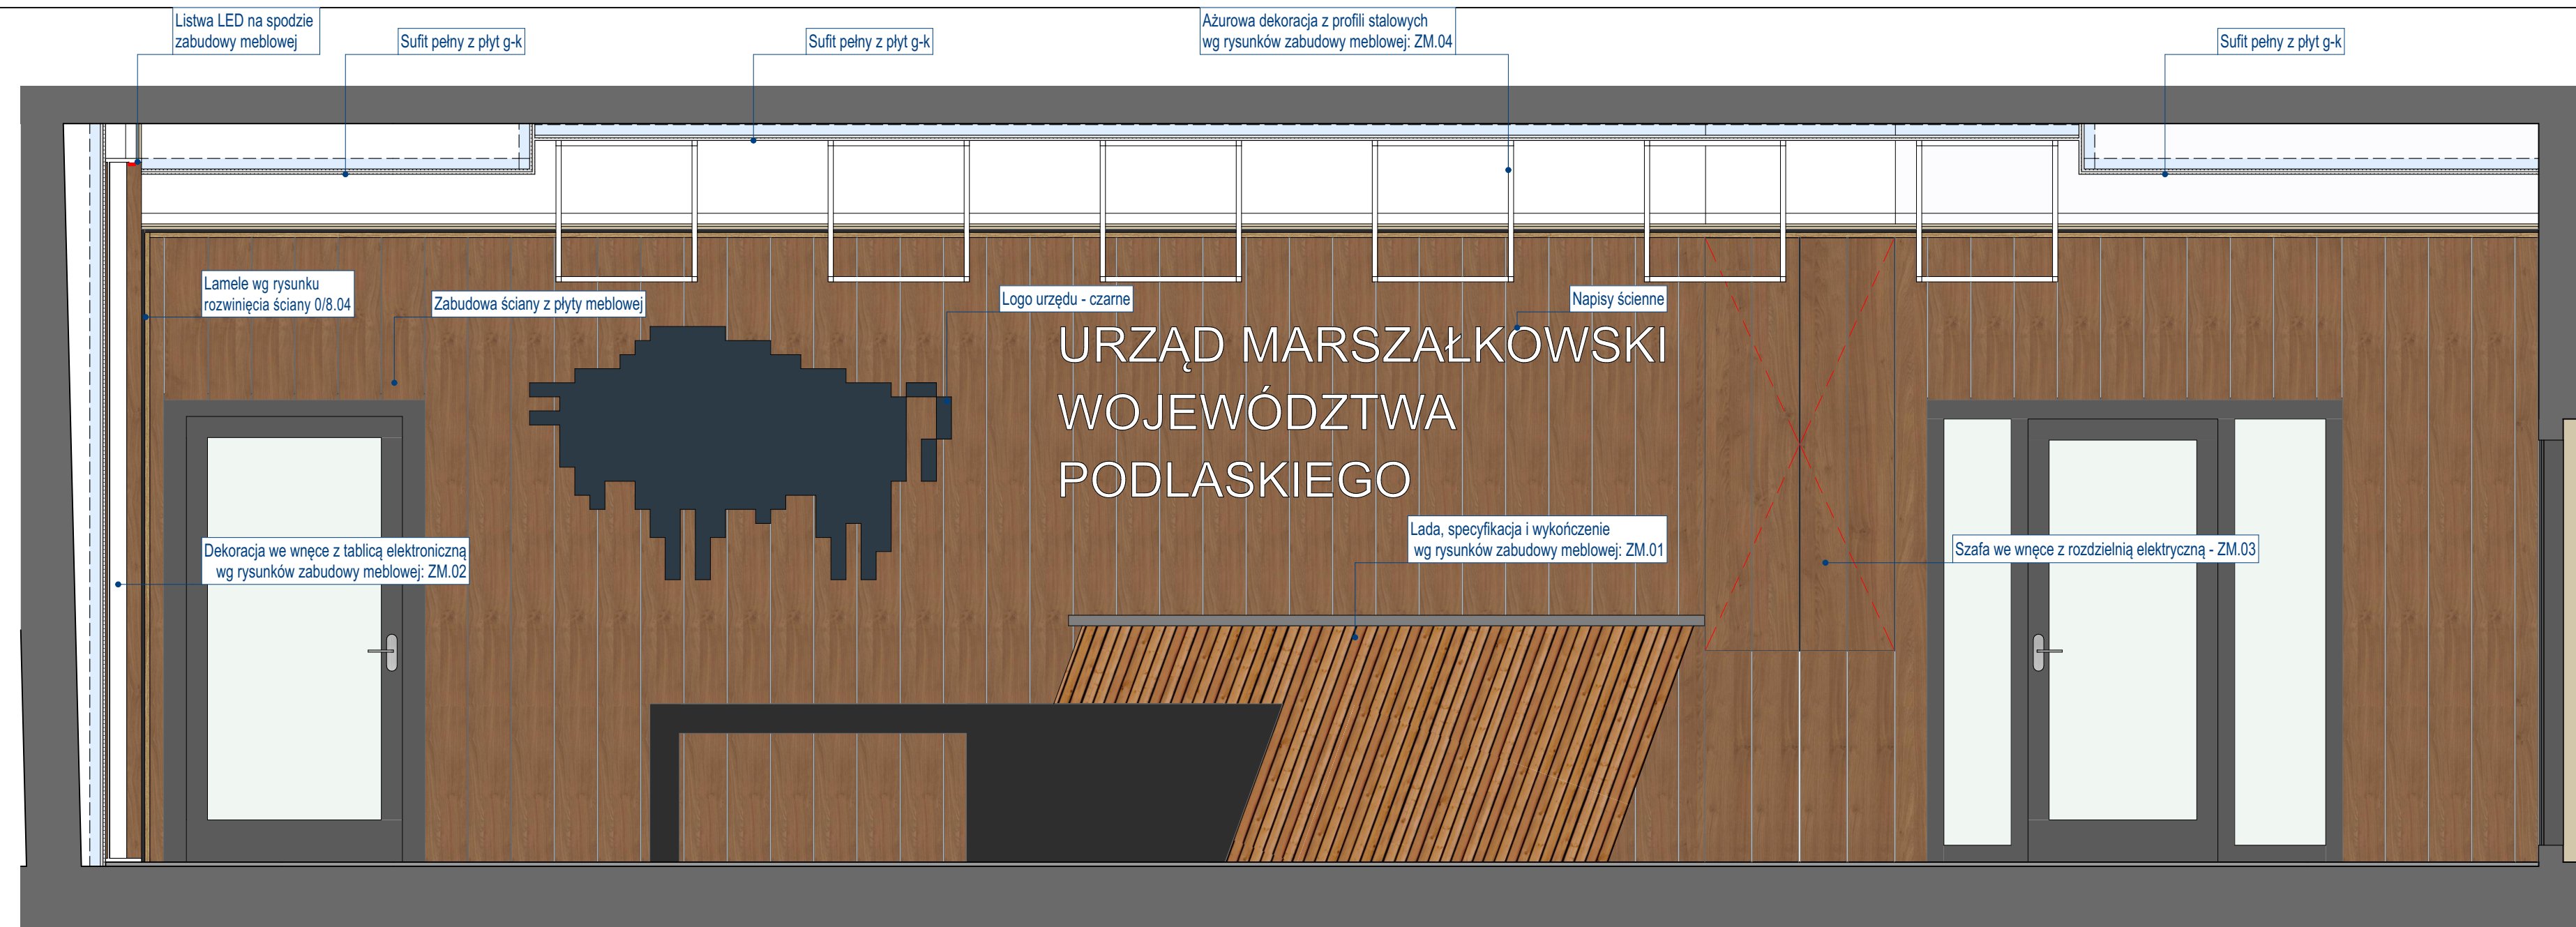 Listwa LED na spodzie
zabudowy meblowej
Sufit pełny z płyt g-k
Sufit pełny z płyt g-k
Ażurowa dekoracja z profili stalowych
wg rysunków zabudowy meblowej: ZM.04
Sufit pełny z płyt g-k
Lamele wg rysunku
rozwinięcia ściany 0/8.04
Zabudowa ściany z płyty meblowej
Logo urzędu - czarne
Napisy ścienne
URZĄD MARSZAŁKOWSKI
WOJEWÓDZTWA
PODLASKIEGO
Dekoracja we wnęce z tablicą elektroniczną
wg rysunków zabudowy meblowej: ZM.02
Lada, specyfikacja i wykończenie
wg rysunków zabudowy meblowej: ZM.01
Szafa we wnęce z rozdzielnią elektryczną - ZM.03